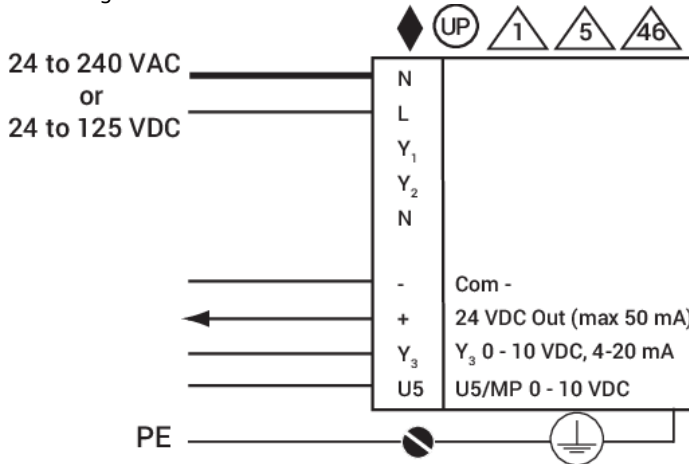 UP 1 5 46
24 to 240 VAC
or
24 to 125 VDC
N
L
Y₁
Y₂
N
- Com -
+ 24 VDC Out (max 50 mA)
Y₃ Y₃ 0 - 10 VDC, 4-20 mA
U5 U5/MP 0 - 10 VDC
PE